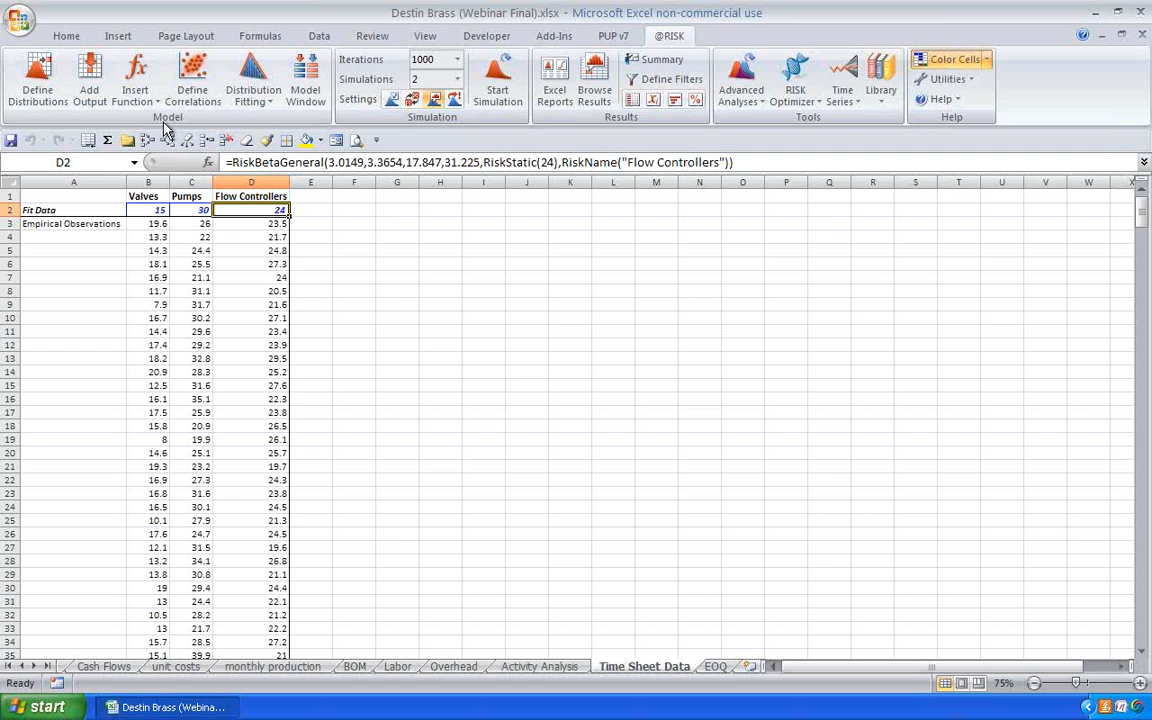 Destin Brass (Webinar Final).xlsx - Microsoft Excel non-commercial use
Home Insert Page Layout Formulas Data Review View Developer Add-Ins PUP v7 @RISK
Define Distributions
Add Output
Insert Function
Define Correlations
Distribution Fitting
Model Window
Model
Iterations 1000
Simulations 2
Settings
Start Simulation
Simulation
Excel Reports
Browse Results
Summary
Define Filters
Results
Advanced Analyses
RISK Optimizer
Time Series
Library
Tools
Color Cells
Utilities
Help
Help
D2 fx =RiskBetaGeneral(3.0149,3.3654,17.847,31.225,RiskStatic(24),RiskName("Flow Controllers"))
A B C D E F G H I J K L M N O P Q R S T U V W X
1 Valves Pumps Flow Controllers
2 Fit Data 15 30 24
3 Empirical Observations 19.6 26 23.5
4 13.3 22 21.7
5 14.3 24.4 24.8
6 18.1 25.5 27.3
7 16.9 21.1 24
8 11.7 31.1 20.5
9 7.9 31.7 21.6
10 16.7 30.2 27.1
11 14.4 29.6 23.4
12 17.4 29.2 23.9
13 18.2 32.8 29.5
14 20.9 28.3 25.2
15 12.5 31.6 27.6
16 16.1 35.1 22.3
17 17.5 25.9 23.8
18 15.8 20.9 26.5
19 8 19.9 26.1
20 14.6 25.1 25.7
21 19.3 23.2 19.7
22 16.9 27.3 24.3
23 16.8 31.6 23.8
24 16.5 30.1 24.5
25 10.1 27.9 21.3
26 17.6 24.7 24.5
27 12.1 31.5 19.6
28 13.2 34.1 26.8
29 13.8 30.8 21.1
30 19 29.4 24.4
31 13 24.4 22.1
32 10.5 28.2 21.2
33 13 21.7 22.2
34 15.7 28.5 27.2
35 15.1 39.9 21
Cash Flows unit costs monthly production BOM Labor Overhead Activity Analysis Time Sheet Data EOQ
Ready 75%
start Destin Brass (Webina...